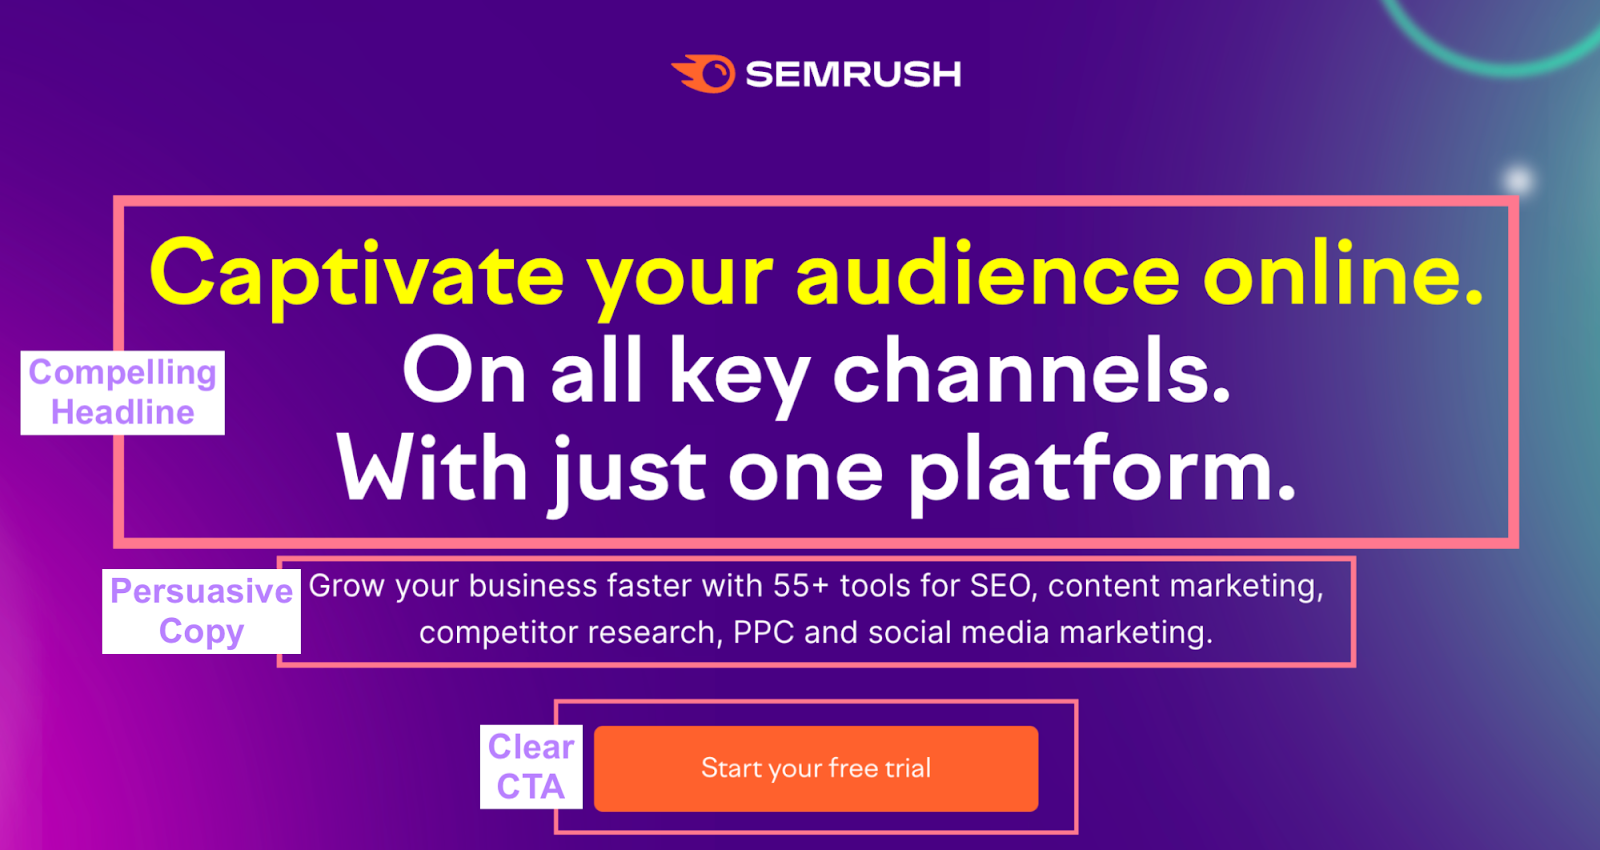 SEMRUSH
Captivate your audience online.
On all key channels.
With just one platform.
Compelling
Headline
Grow your business faster with 55+ tools for SEO, content marketing,
competitor research, PPC and social media marketing.
Persuasive
Copy
Start your free trial
Clear
CTA